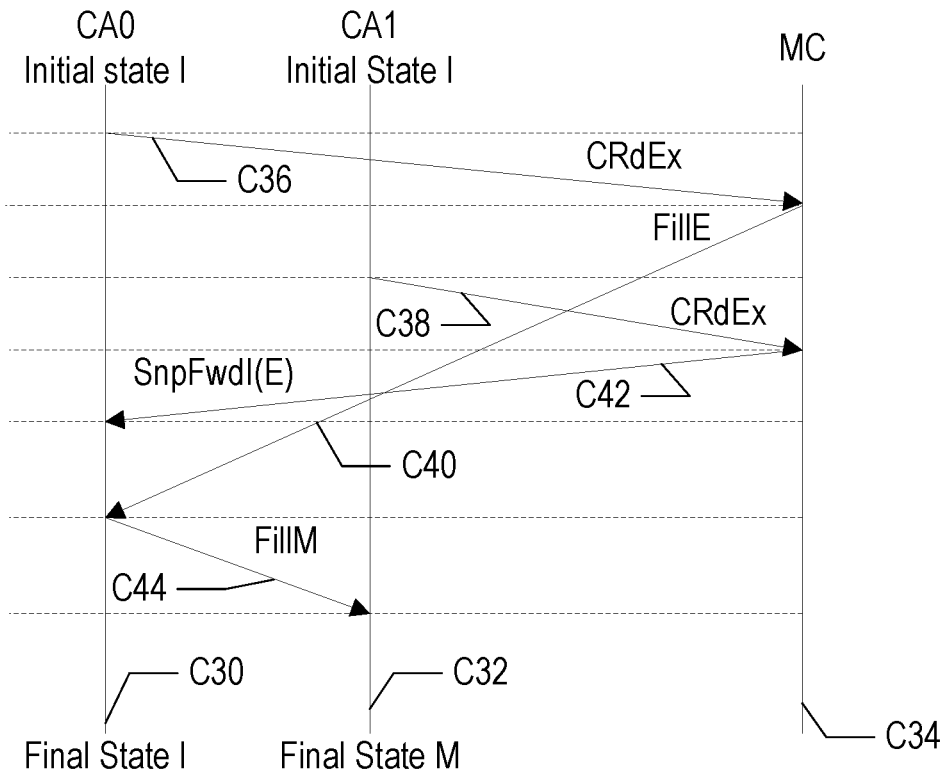 CA0
Initial state I
CA1
Initial State I
MC
CRdEx
C36
FillE
C38
CRdEx
SnpFwdI(E)
C42
C40
FillM
C44
C30
C32
C34
Final State I
Final State M